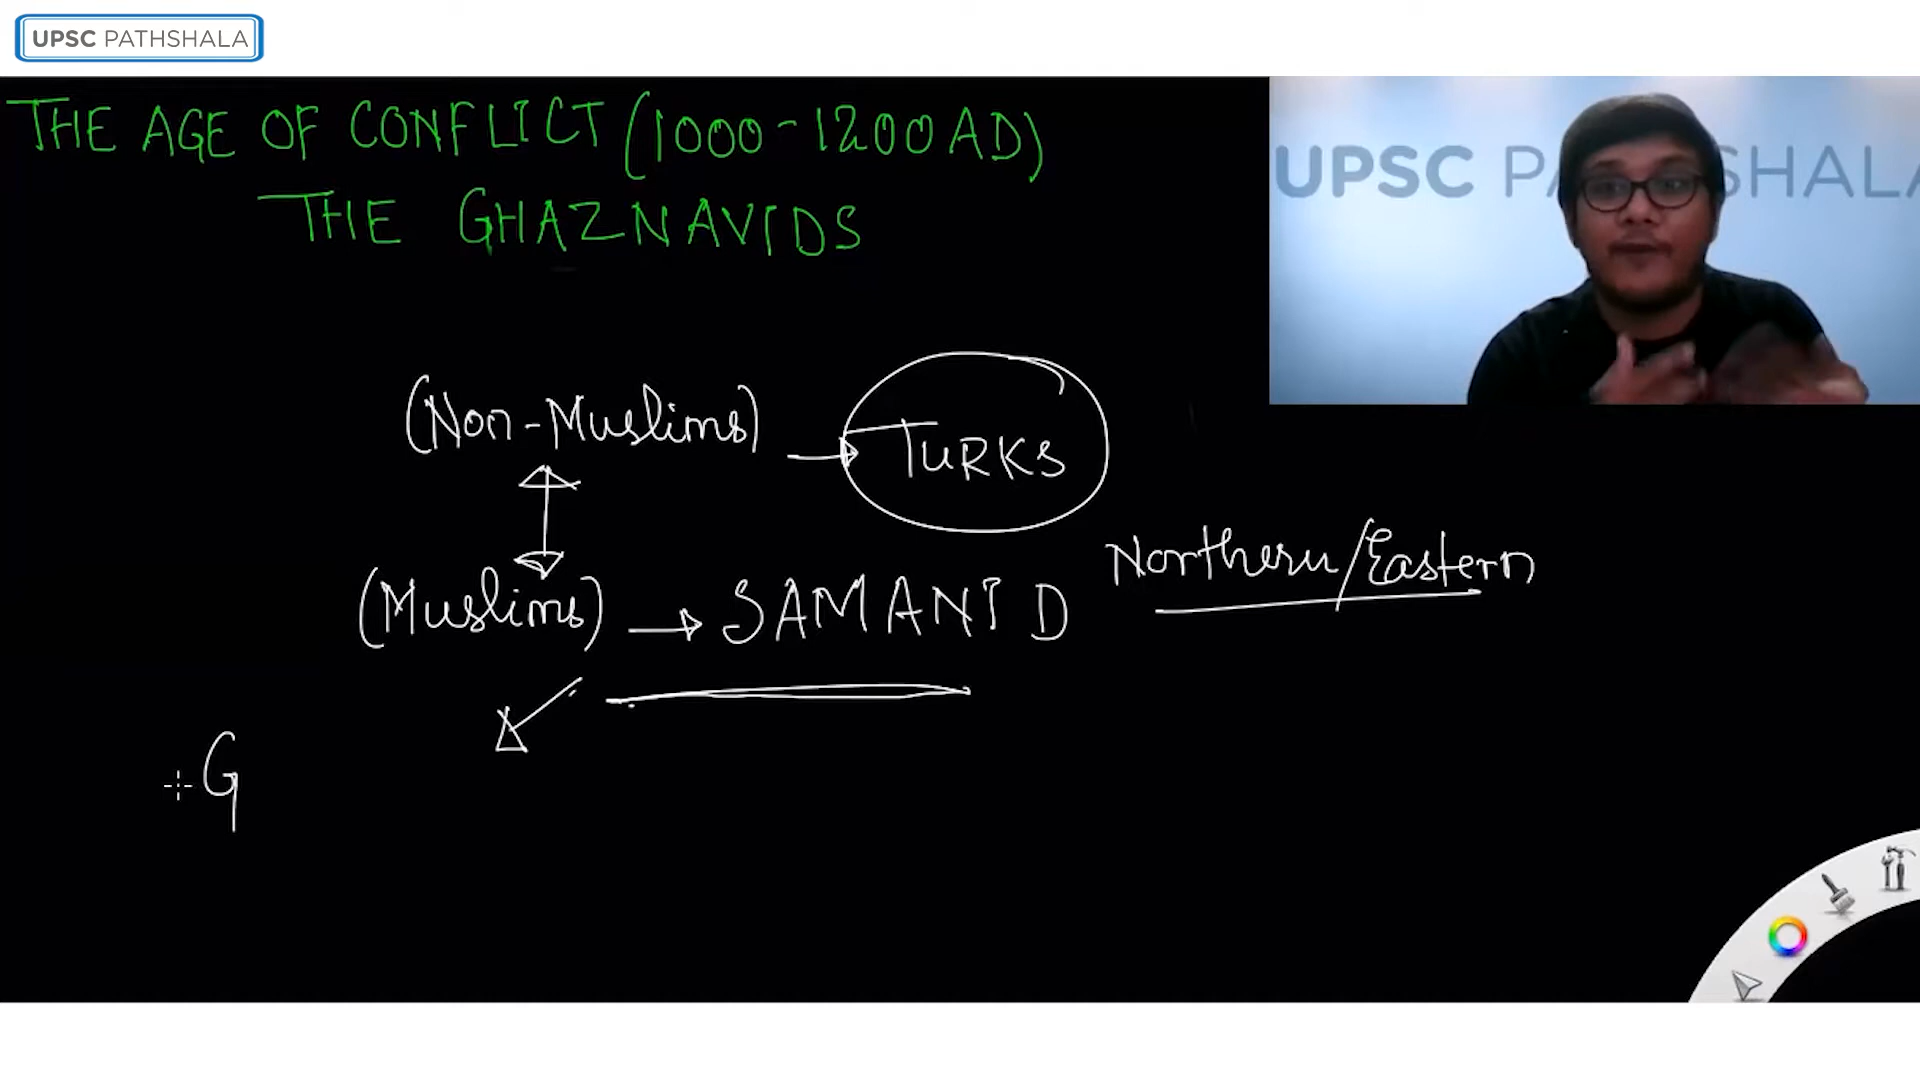 UPSC PATHSHALA
THE AGE OF CONFLICT (1000-1200 AD)
THE GHAZNAVIDS
UPSC PATHSHALA
(Non-Muslims) → TURKS
Northern/Eastern
(Muslims) → SAMANID
G